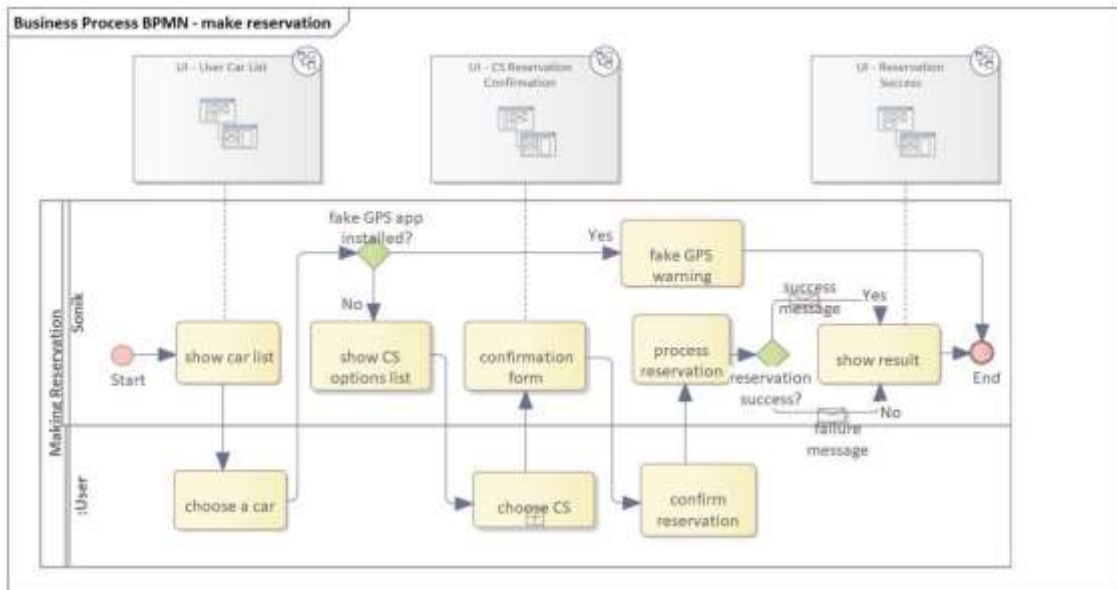 Business Process BPMN - make reservation
UI - User Car List
UI - CS Reservation
Confirmation
UI - Reservation
Success
Making Reservation
Sonik
fake GPS app
installed?
Yes
fake GPS
warning
No
success
message
Yes
Start
show car list
show CS
options list
confirmation
form
process
reservation
reservation
success?
show result
End
No
failure
message
:User
choose a car
choose CS
confirm
reservation